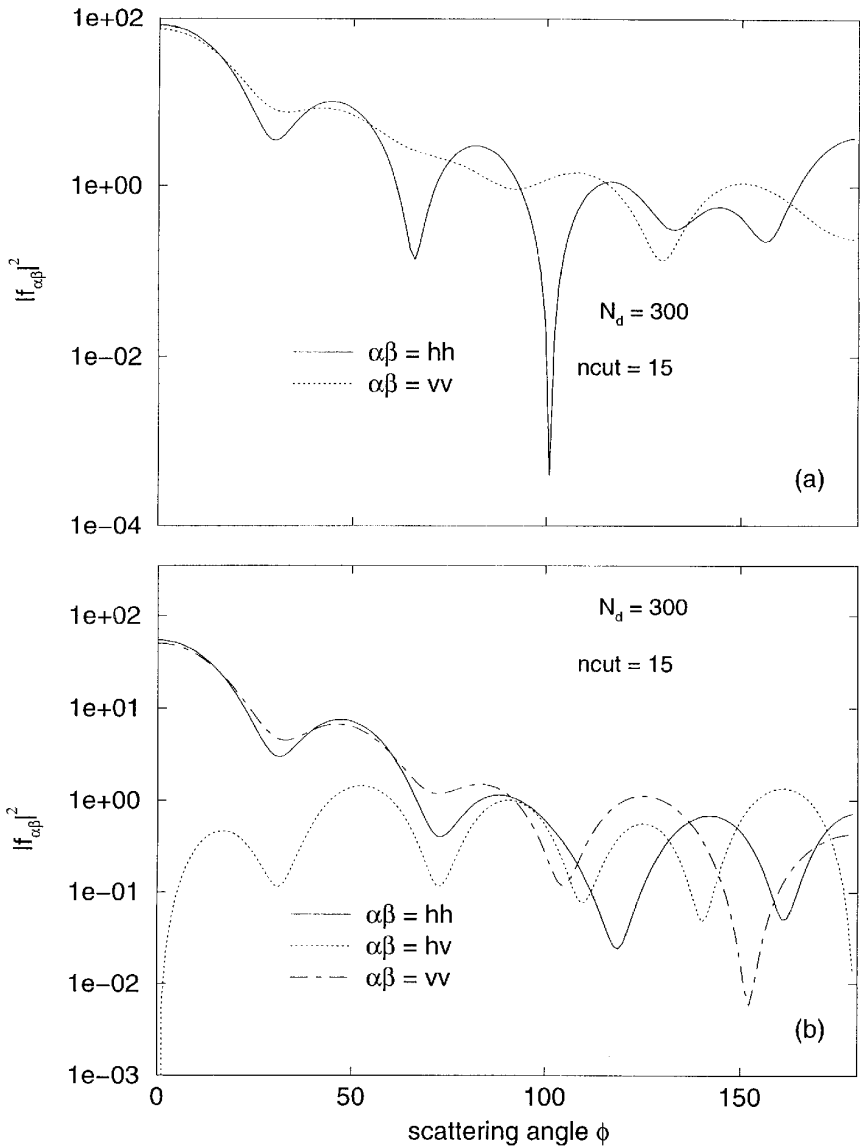 1e+02
1e+00
1e−02
1e−04
|f_αβ|²
N_d = 300
ncut = 15
αβ = hh
αβ = vv
(a)
1e+02
1e+01
1e+00
1e−01
1e−02
1e−03
|f_αβ|²
N_d = 300
ncut = 15
αβ = hh
αβ = hv
αβ = vv
(b)
0 50 100 150
scattering angle ϕ